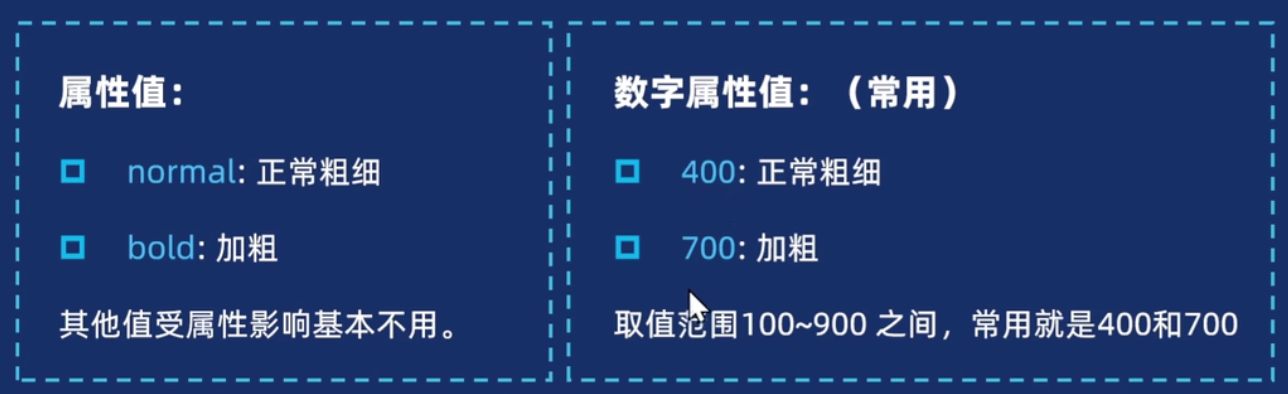 属性值：
normal: 正常粗细
bold: 加粗
其他值受属性影响基本不用。
数字属性值：（常用）
400: 正常粗细
700: 加粗
取值范围100~900 之间，常用就是400和700